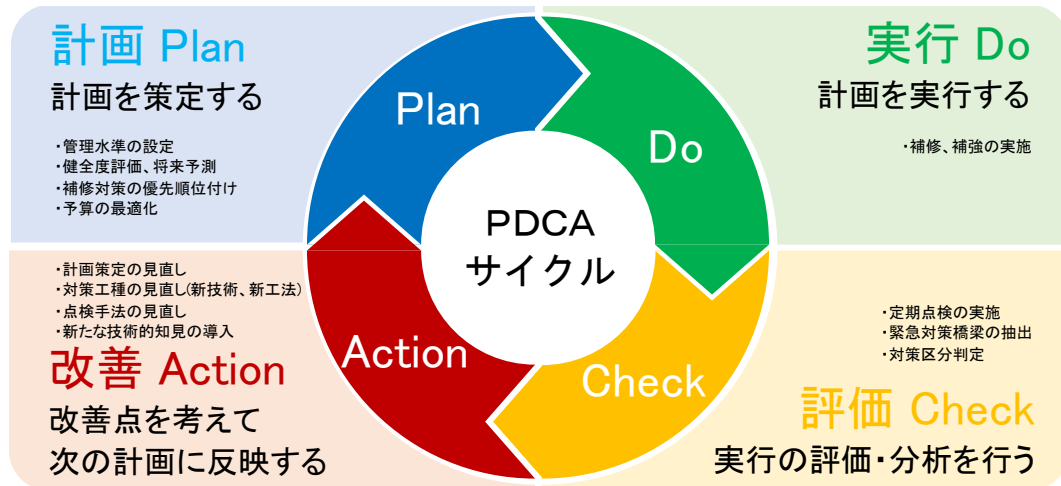 計画 Plan
計画を策定する
・管理水準の設定
・健全度評価、将来予測
・補修対策の優先順位付け
・予算の最適化
実行 Do
計画を実行する
・補修、補強の実施
Plan
Do
PDCA
サイクル
Action
Check
・計画策定の見直し
・対策工種の見直し(新技術、新工法)
・点検手法の見直し
・新たな技術的知見の導入
改善 Action
改善点を考えて
次の計画に反映する
・定期点検の実施
・緊急対策橋梁の抽出
・対策区分判定
評価 Check
実行の評価・分析を行う